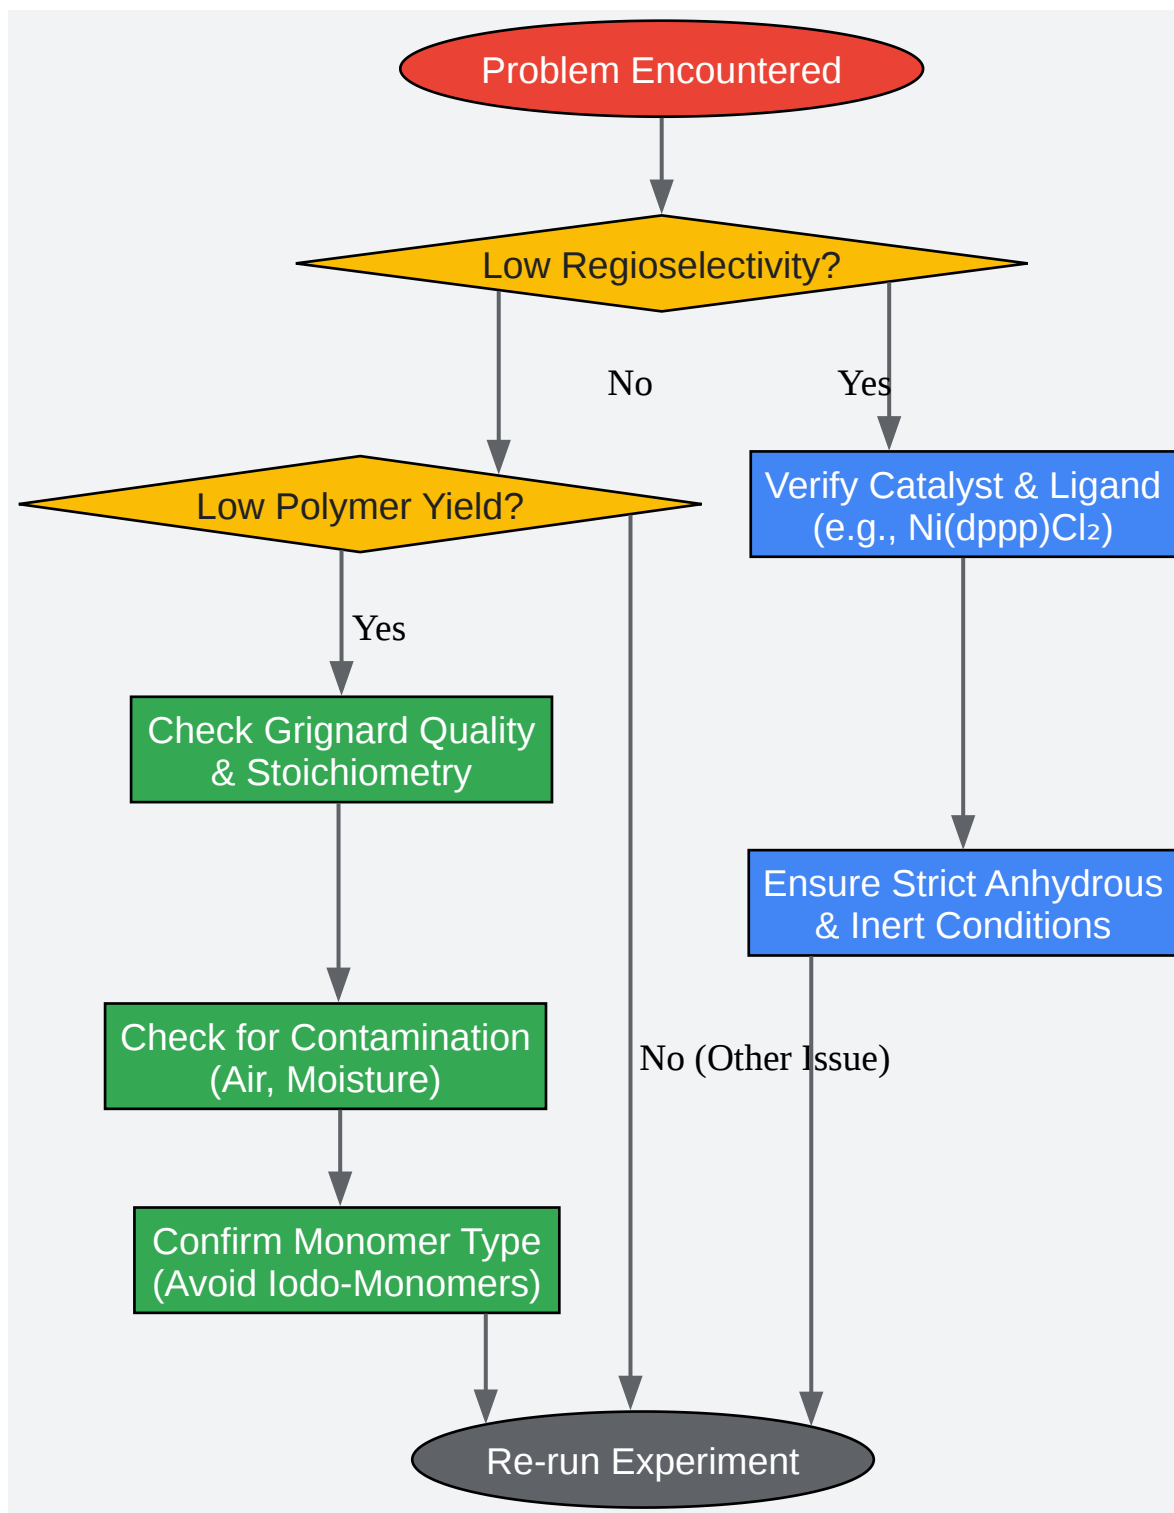 Problem Encountered
Low Regioselectivity?
No
Yes
Low Polymer Yield?
Verify Catalyst & Ligand
(e.g., Ni(dppp)Cl₂)
Yes
Check Grignard Quality
& Stoichiometry
Ensure Strict Anhydrous
& Inert Conditions
Check for Contamination
(Air, Moisture)
No (Other Issue)
Confirm Monomer Type
(Avoid Iodo-Monomers)
Re-run Experiment